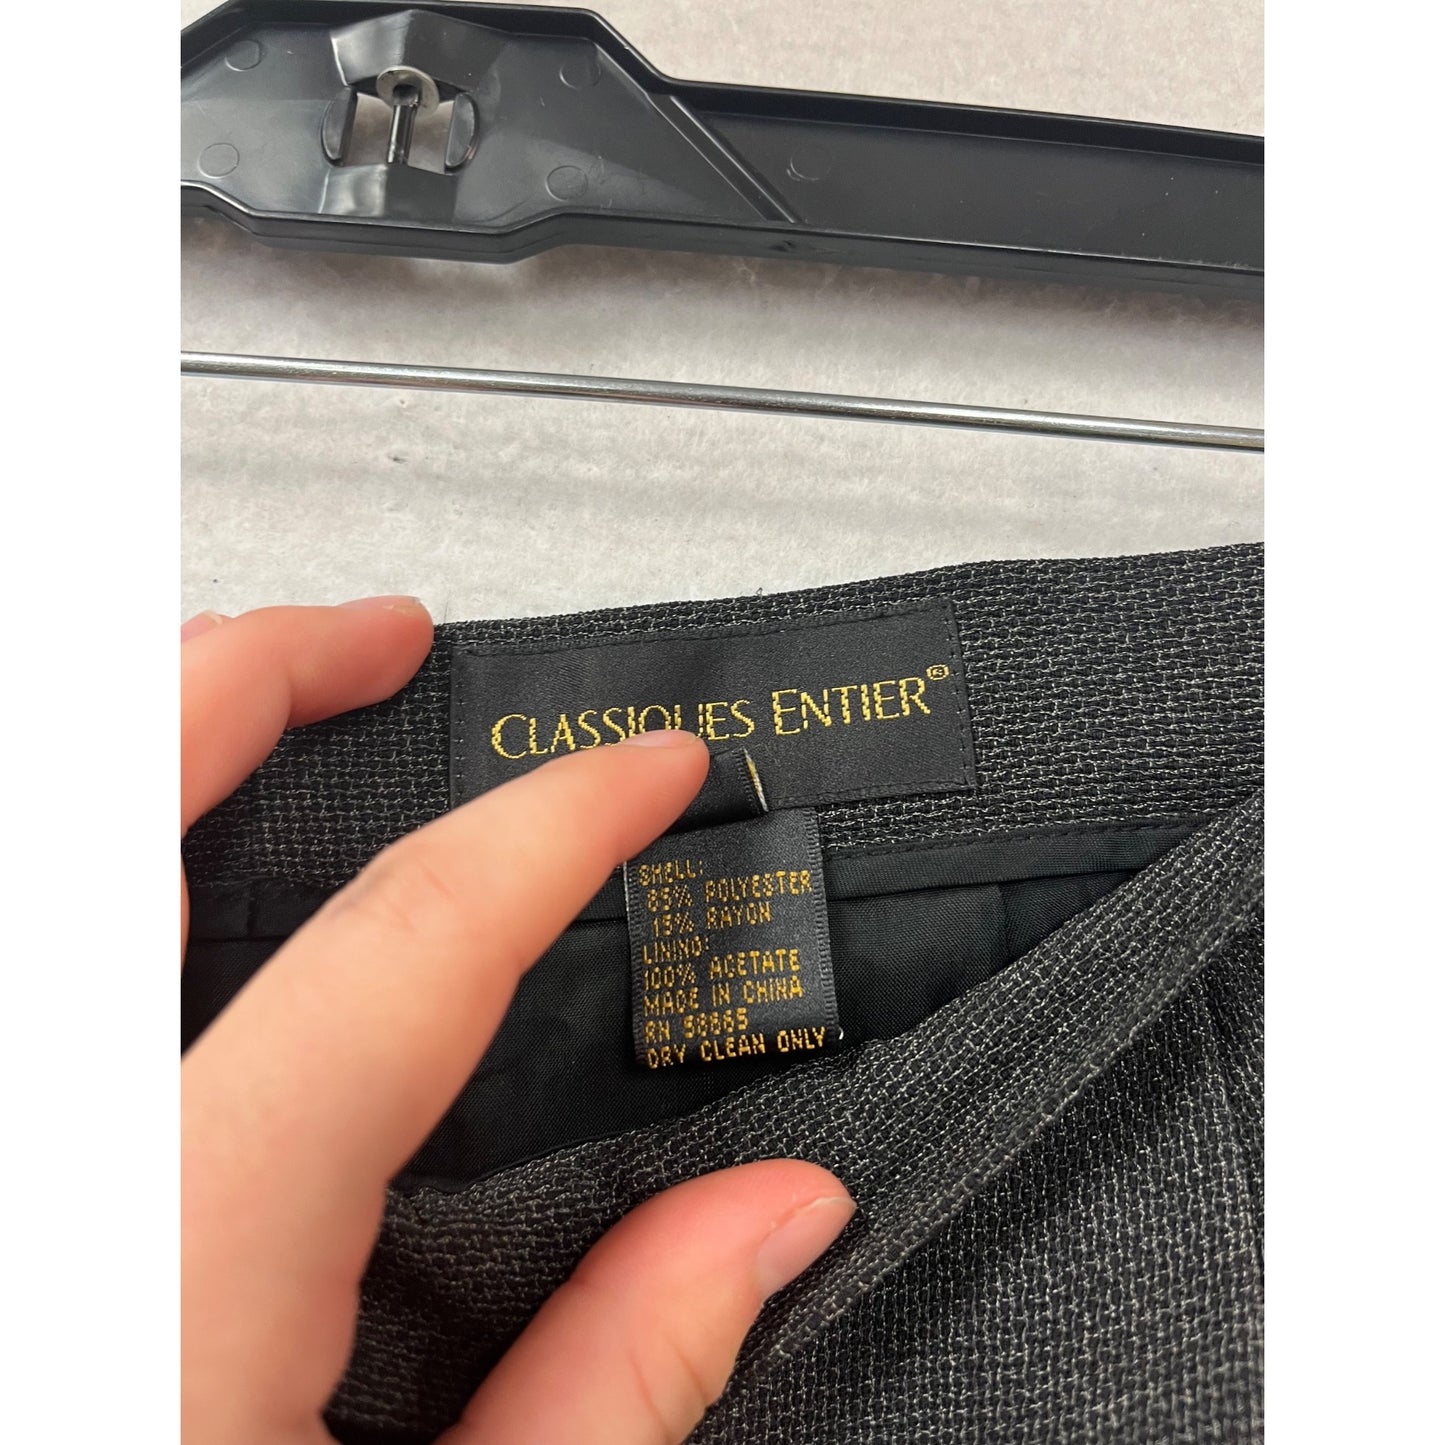 CLASSIQUES ENTIER®
SHELL:
85% POLYESTER
15% RAYON
LINING:
100% ACETATE
MADE IN CHINA
RN 58865
DRY CLEAN ONLY